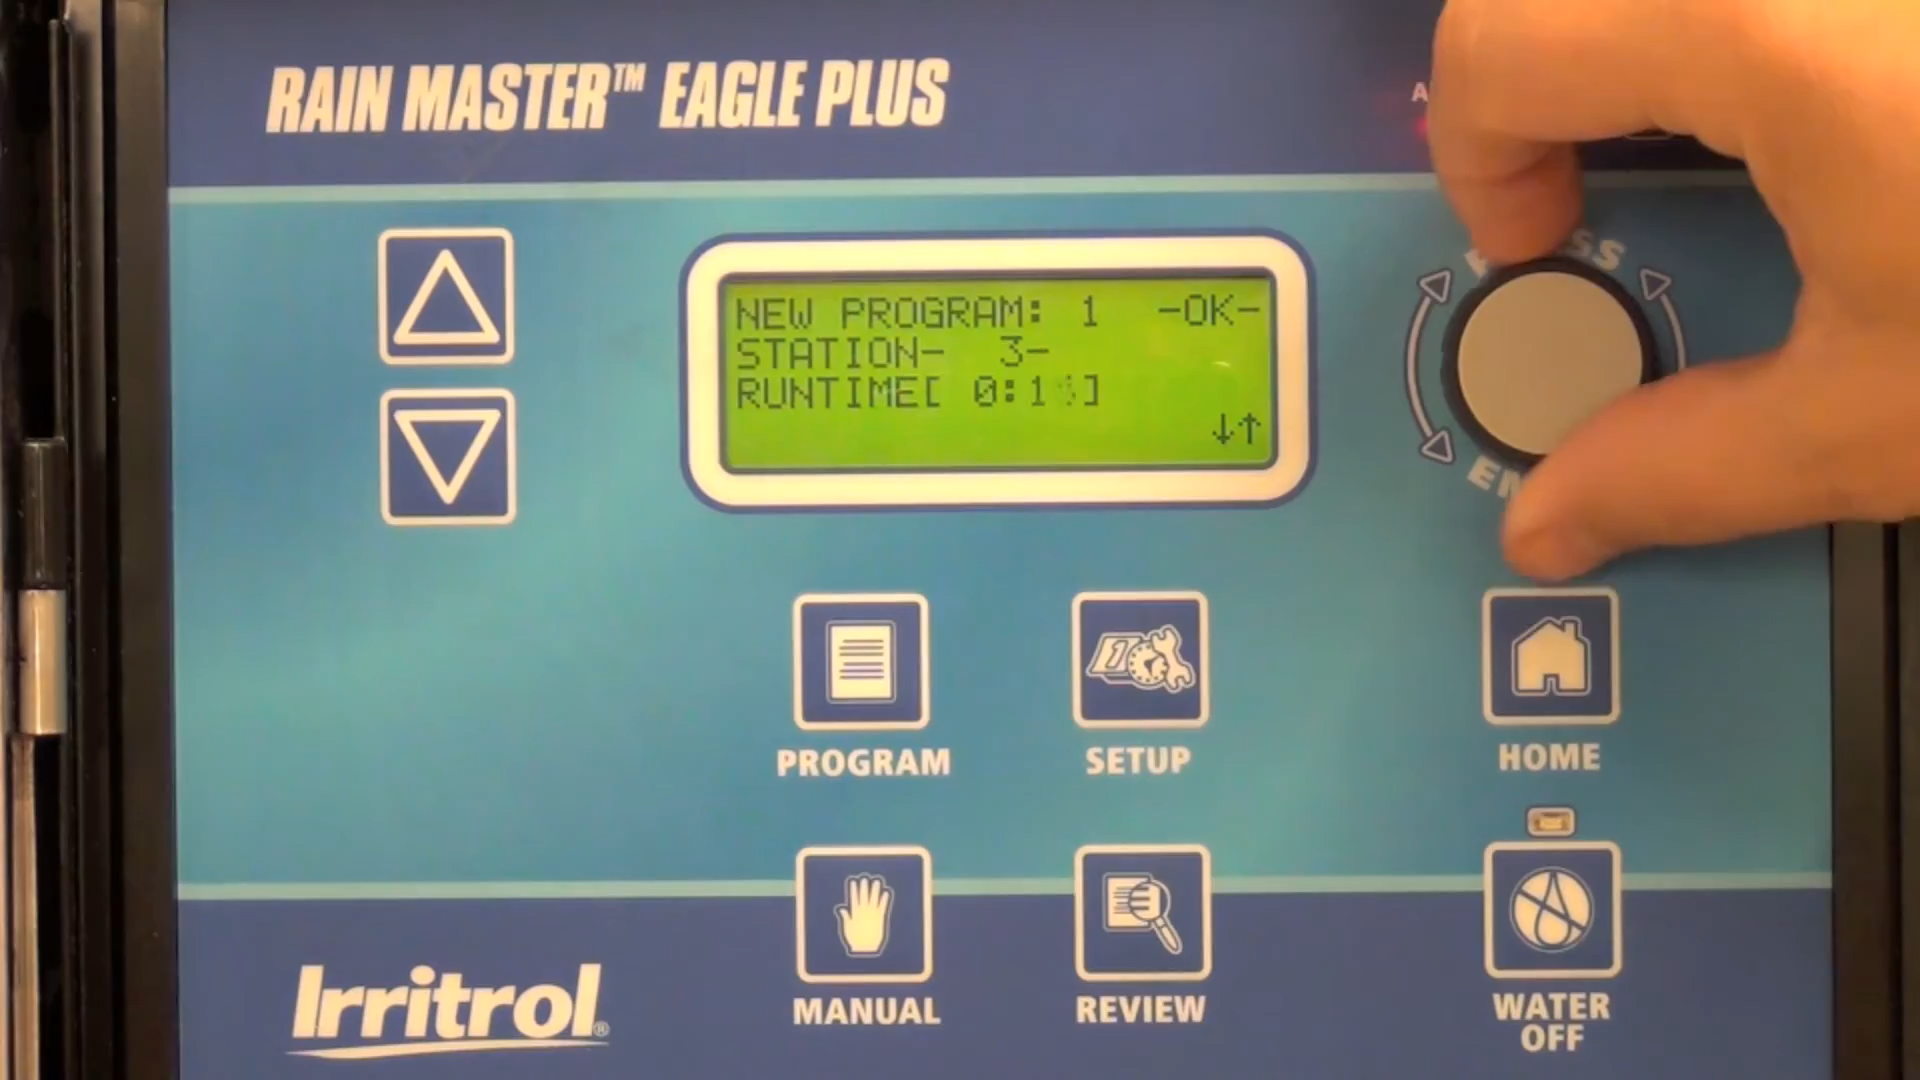 RAIN MASTER™ EAGLE PLUS
NEW PROGRAM: 1 -OK-
STATION- 3-
RUNTIME[ 0:1 ]
↓↑
PROGRAM
SETUP
HOME
MANUAL
REVIEW
WATER
OFF
Irritrol®